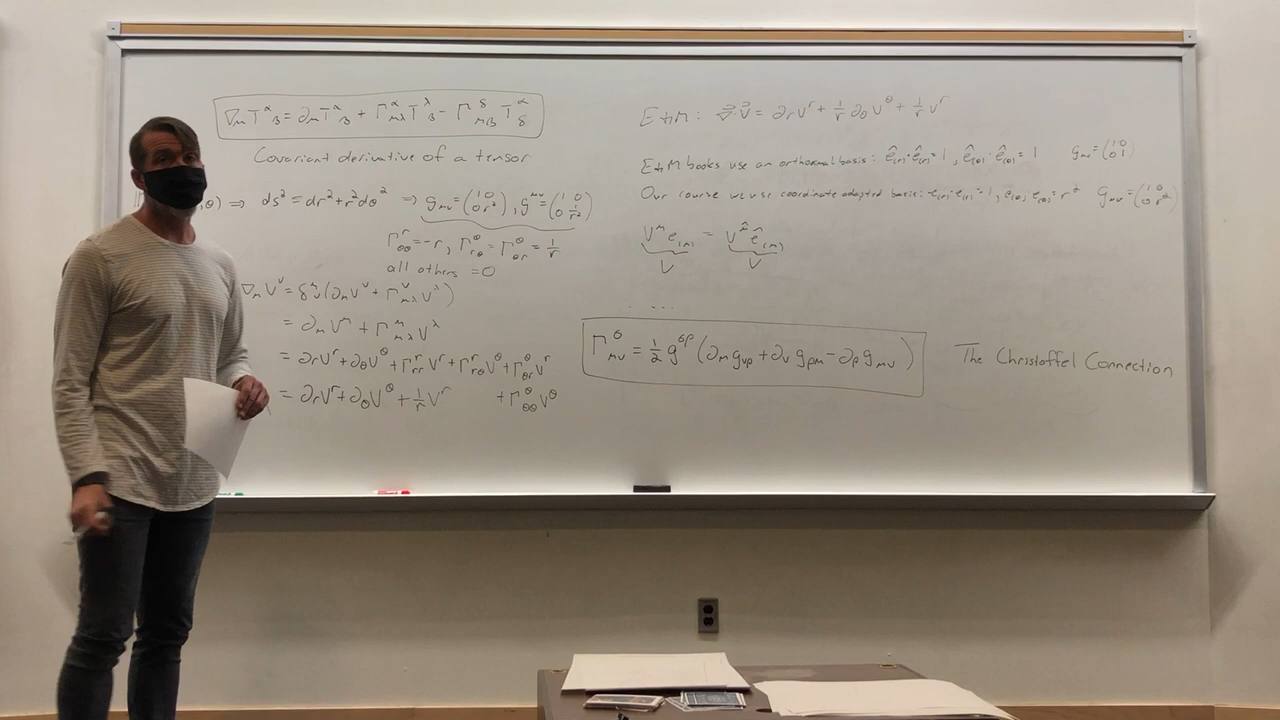 ∇_μ T^α_β = ∂_μ T^α_β + Γ^α_μλ T^λ_β - Γ^δ_μβ T^α_δ
Covariant derivative of a tensor
,θ) ⇒ ds² = dr² + r²dθ² ⇒ g_μν = (1 0 0 r²), g^μν = (1 0 0 1/r²)
Γ^r_θθ = -r, Γ^θ_rθ = Γ^θ_θr = 1/r
all others = 0
∇_μ V^ν = δ^μ_ν (∂_μ V^ν + Γ^ν_μλ V^λ)
= ∂_μ V^μ + Γ^μ_μλ V^λ
= ∂_r V^r + ∂_θ V^θ + Γ^r_rr V^r + Γ^r_rθ V^θ + Γ^θ_θr V^r
= ∂_r V^r + ∂_θ V^θ + 1/r V^r + Γ^θ_θθ V^θ
E+M: ∇⃗·V⃗ = ∂_r V^r + 1/r ∂_θ V^θ + 1/r V^r
E+M books use an orthonormal basis: ê_(r)·ê_(r) = 1, ê_(θ)·ê_(θ) = 1 g_μν = (1 0 0 1)
Our course we use coordinate adapted basis: e_(r)·e_(r) = 1, e_(θ)·e_(θ) = r² g_μν = (1 0 0 r²)
V^μ e_(μ) = V^μ̂ ê_(μ)
V V
Γ^σ_μν = 1/2 g^σρ (∂_μ g_νρ + ∂_ν g_ρμ - ∂_ρ g_μν) The Christoffel Connection